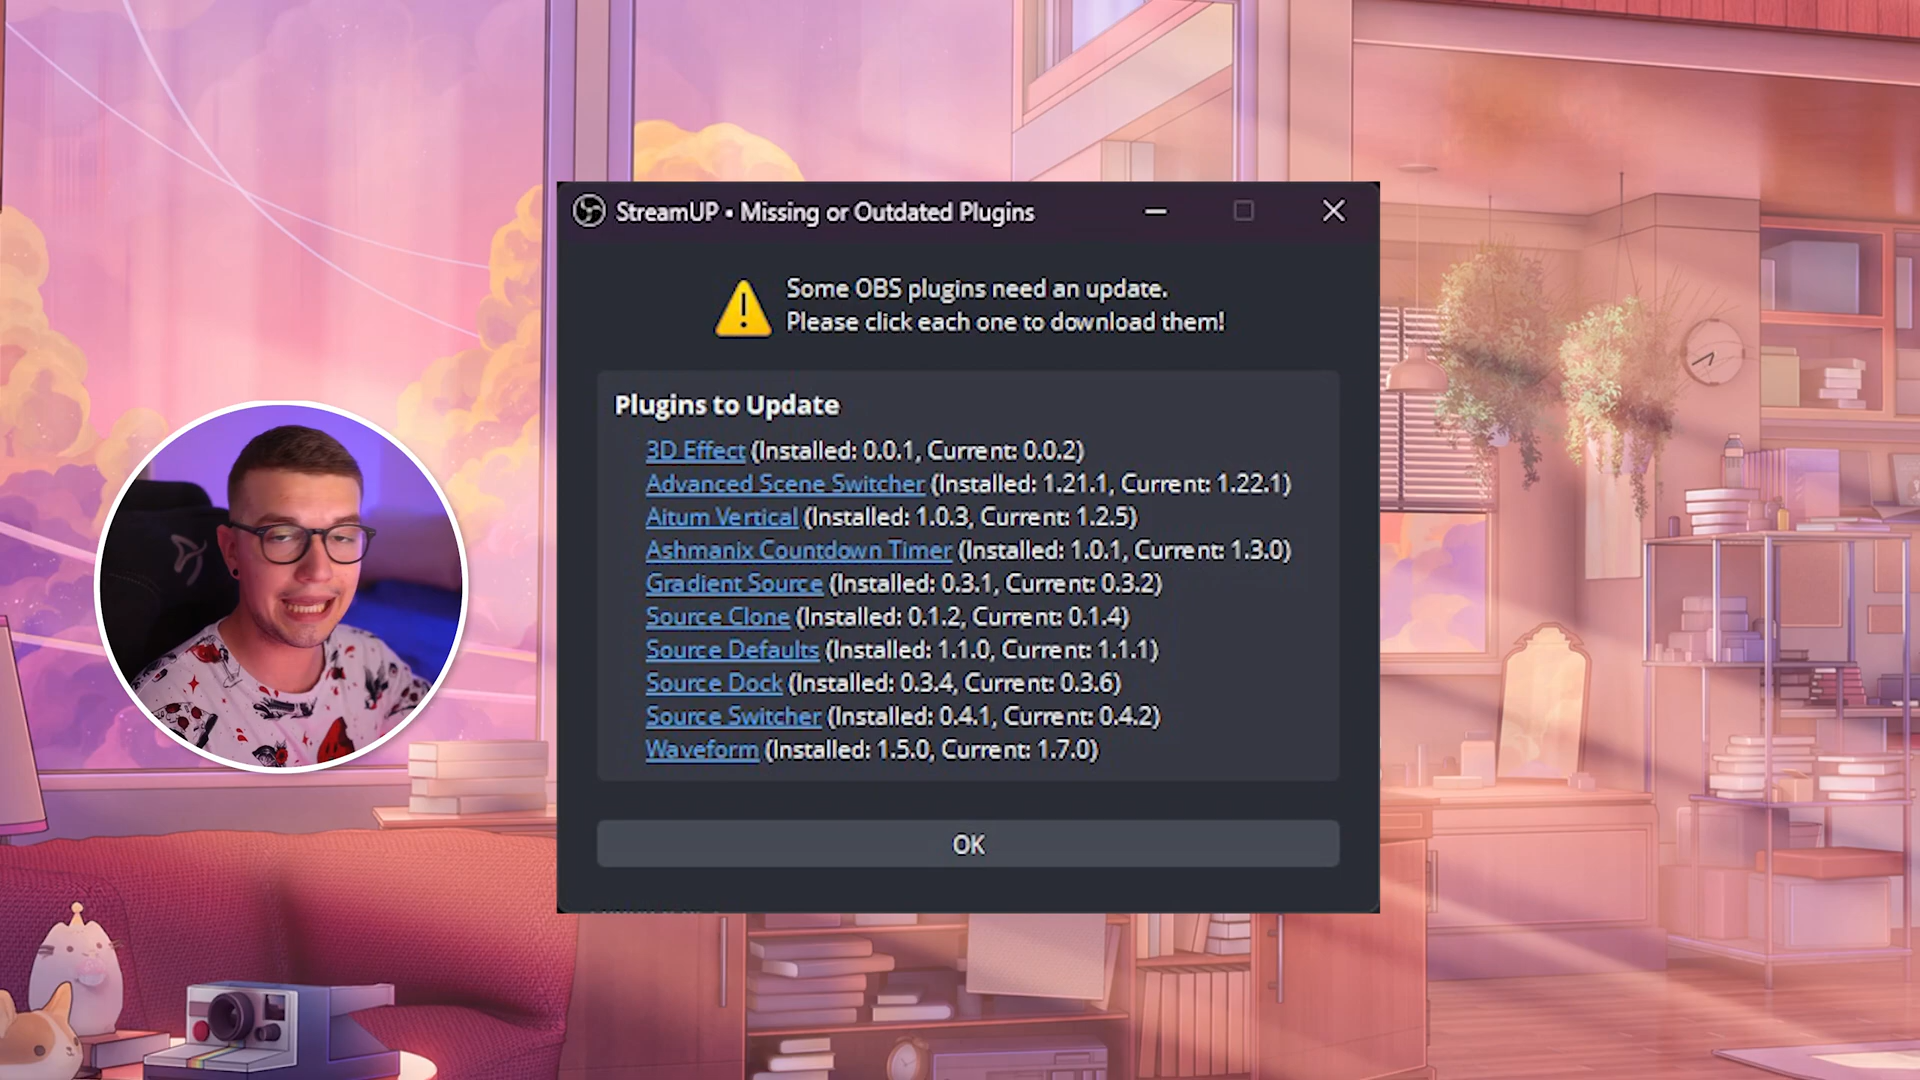 StreamUP • Missing or Outdated Plugins
Some OBS plugins need an update.
Please click each one to download them!
Plugins to Update
3D Effect (Installed: 0.0.1, Current: 0.0.2)
Advanced Scene Switcher (Installed: 1.21.1, Current: 1.22.1)
Aitum Vertical (Installed: 1.0.3, Current: 1.2.5)
Ashmanix Countdown Timer (Installed: 1.0.1, Current: 1.3.0)
Gradient Source (Installed: 0.3.1, Current: 0.3.2)
Source Clone (Installed: 0.1.2, Current: 0.1.4)
Source Defaults (Installed: 1.1.0, Current: 1.1.1)
Source Dock (Installed: 0.3.4, Current: 0.3.6)
Source Switcher (Installed: 0.4.1, Current: 0.4.2)
Waveform (Installed: 1.5.0, Current: 1.7.0)
OK